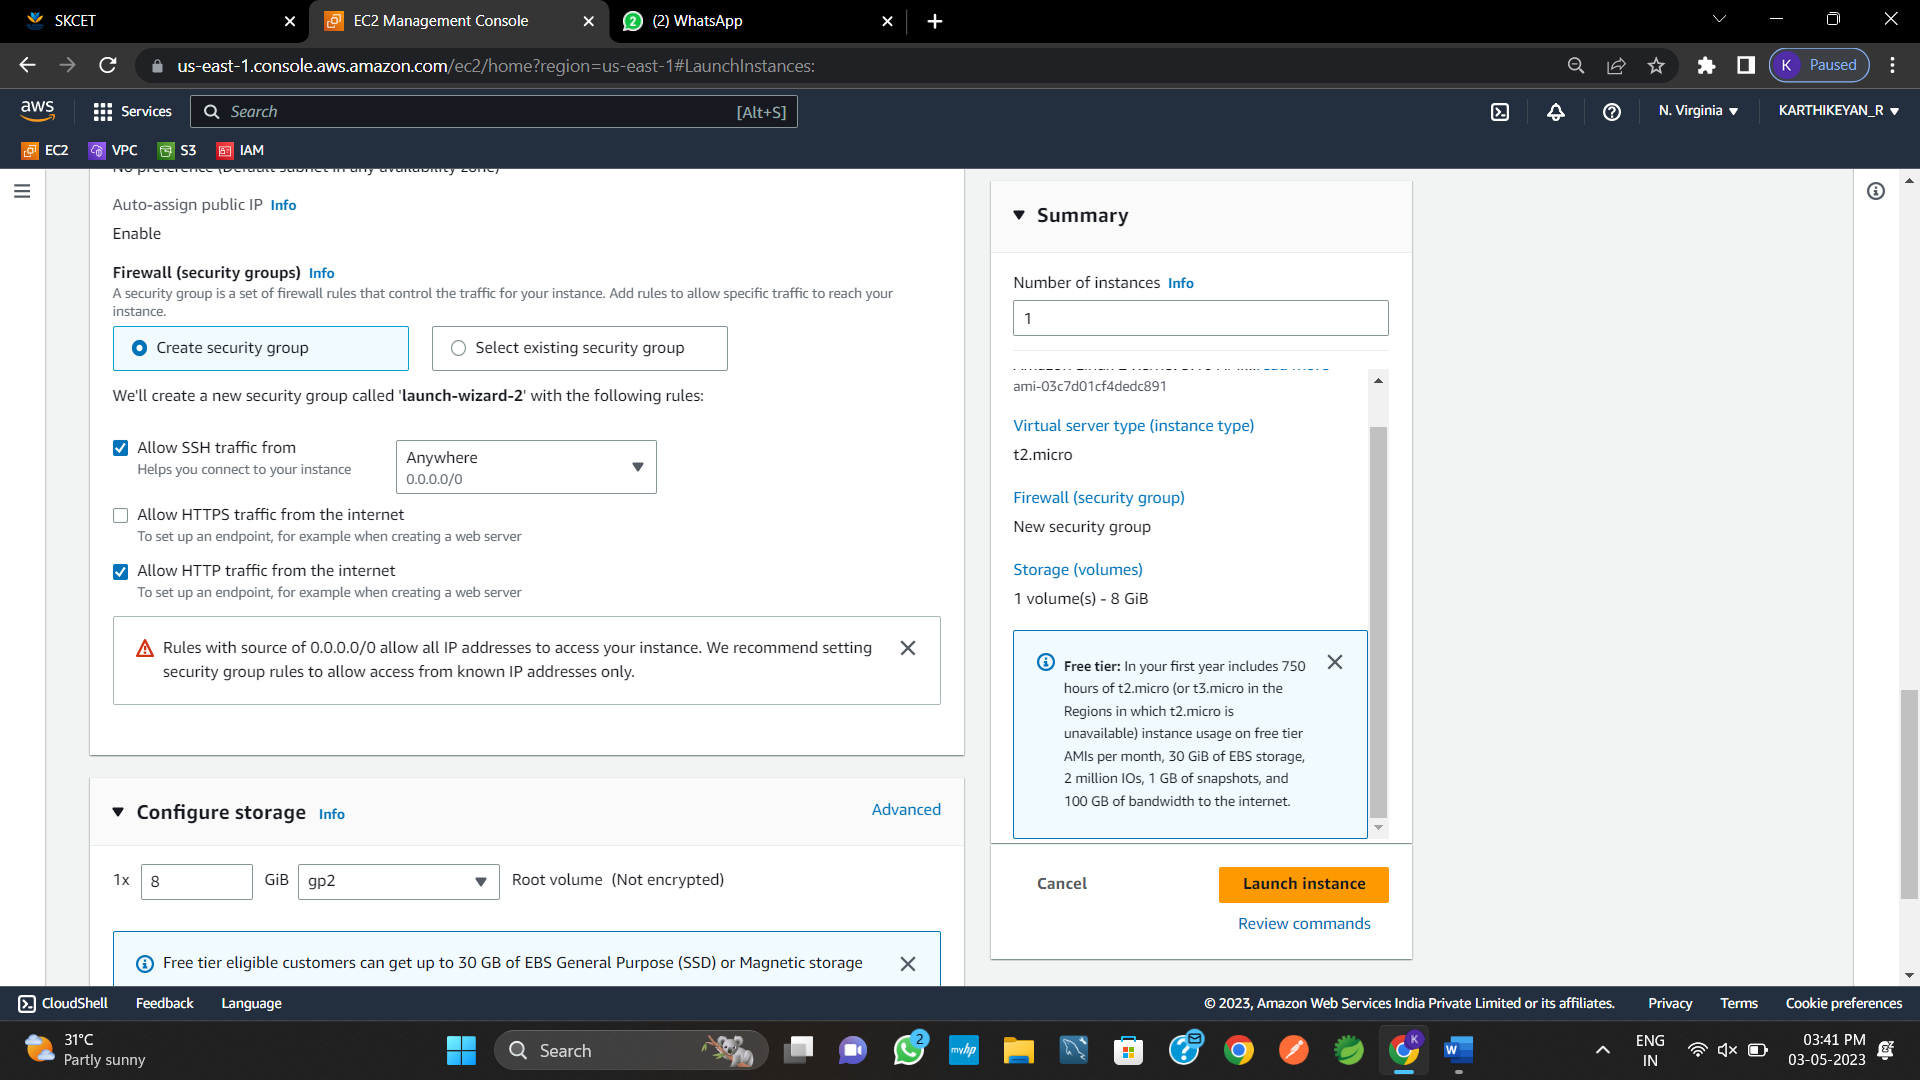 SKCET
EC2 Management Console
(2) WhatsApp
us-east-1.console.aws.amazon.com/ec2/home?region=us-east-1#LaunchInstances:
K Paused
aws
Services
Search
[Alt+S]
N. Virginia
KARTHIKEYAN_R
EC2
VPC
S3
IAM
No preference (Default subnet in any availability zone)
Auto-assign public IP Info
Enable
Firewall (security groups) Info
A security group is a set of firewall rules that control the traffic for your instance. Add rules to allow specific traffic to reach your
instance.
Create security group
Select existing security group
We'll create a new security group called 'launch-wizard-2' with the following rules:
Allow SSH traffic from
Helps you connect to your instance
Anywhere
0.0.0.0/0
Allow HTTPS traffic from the internet
To set up an endpoint, for example when creating a web server
Allow HTTP traffic from the internet
To set up an endpoint, for example when creating a web server
Rules with source of 0.0.0.0/0 allow all IP addresses to access your instance. We recommend setting
security group rules to allow access from known IP addresses only.
Configure storage Info
Advanced
1x
8
GiB
gp2
Root volume (Not encrypted)
Free tier eligible customers can get up to 30 GB of EBS General Purpose (SSD) or Magnetic storage
Summary
Number of instances Info
1
ami-03c7d01cf4dedc891
Virtual server type (instance type)
t2.micro
Firewall (security group)
New security group
Storage (volumes)
1 volume(s) - 8 GiB
Free tier: In your first year includes 750
hours of t2.micro (or t3.micro in the
Regions in which t2.micro is
unavailable) instance usage on free tier
AMIs per month, 30 GiB of EBS storage,
2 million IOs, 1 GB of snapshots, and
100 GB of bandwidth to the internet.
Cancel
Launch instance
Review commands
CloudShell
Feedback
Language
© 2023, Amazon Web Services India Private Limited or its affiliates.
Privacy
Terms
Cookie preferences
31°C
Partly sunny
Search
2
myhp
K
W
ENG
IN
03:41 PM
03-05-2023